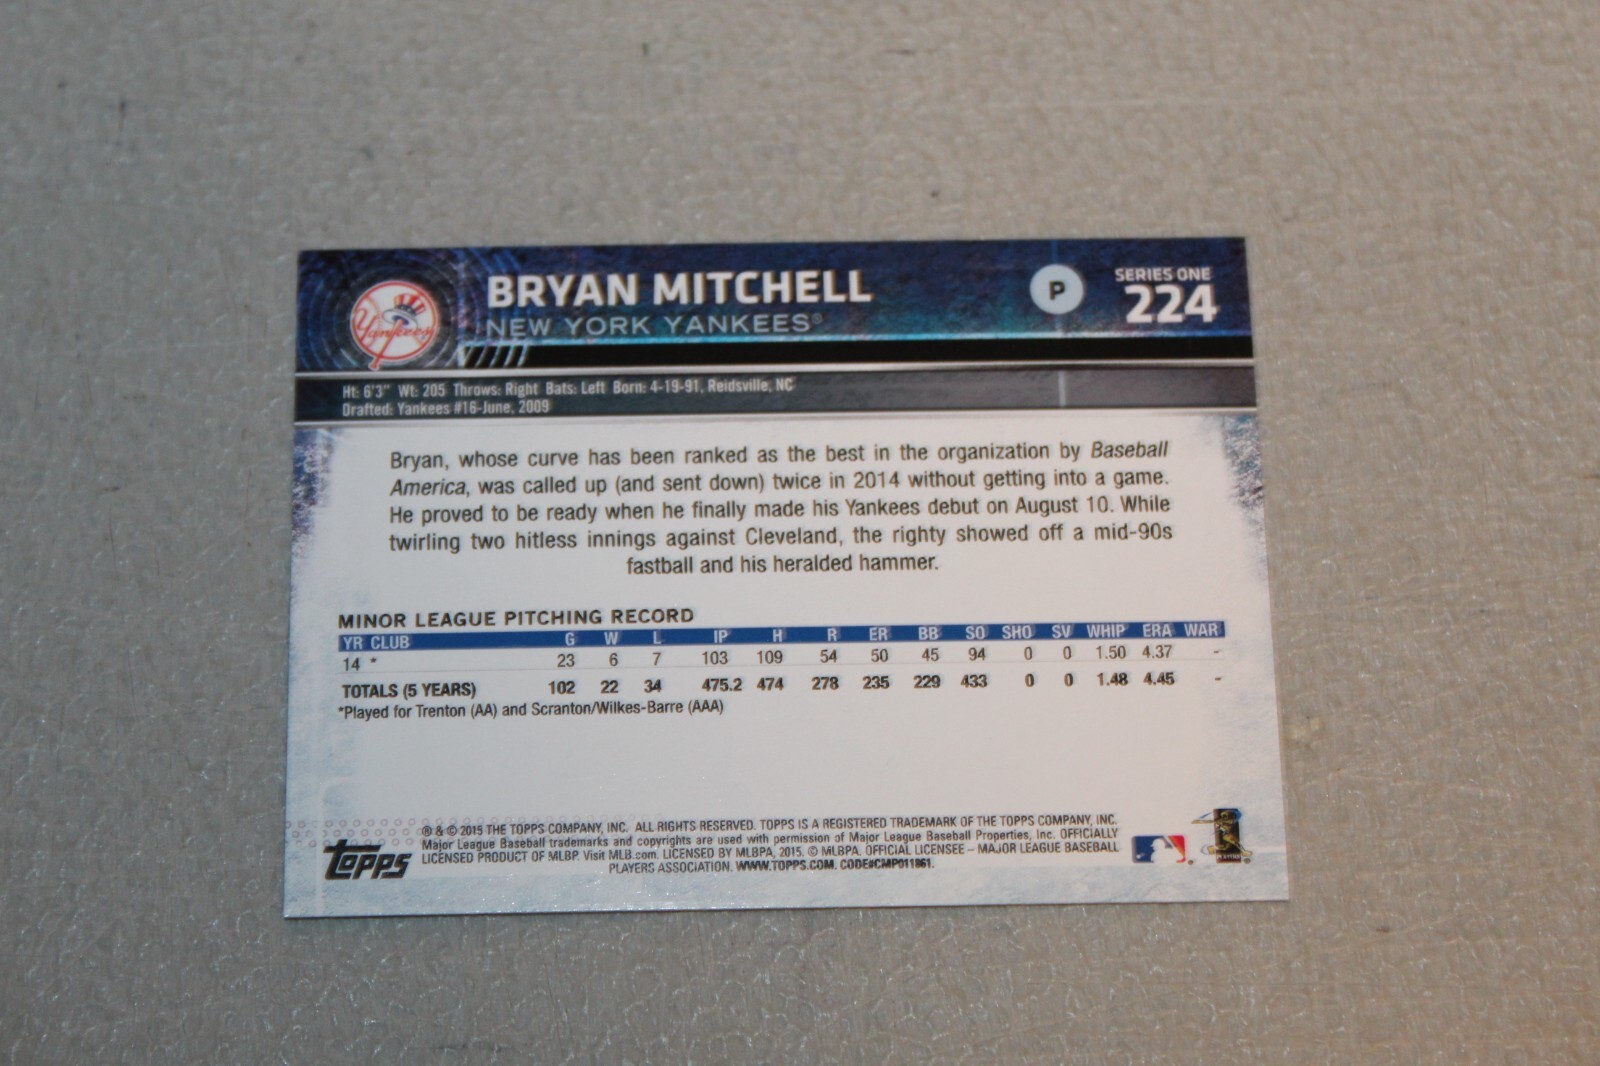 Yankees
BRYAN MITCHELL
NEW YORK YANKEES®
P
SERIES ONE
224
Ht: 6'3" Wt: 205 Throws: Right Bats: Left Born: 4-19-91, Reidsville, NC
Drafted: Yankees #16-June, 2009
Bryan, whose curve has been ranked as the best in the organization by Baseball
America, was called up (and sent down) twice in 2014 without getting into a game.
He proved to be ready when he finally made his Yankees debut on August 10. While
twirling two hitless innings against Cleveland, the righty showed off a mid-90s
fastball and his heralded hammer.
MINOR LEAGUE PITCHING RECORD
YR CLUB G W L IP H R ER BB SO SHO SV WHIP ERA WAR
14 * 23 6 7 103 109 54 50 45 94 0 0 1.50 4.37 -
TOTALS (5 YEARS) 102 22 34 475.2 474 278 235 229 433 0 0 1.48 4.45 -
*Played for Trenton (AA) and Scranton/Wilkes-Barre (AAA)
TOPPS
® & © 2015 THE TOPPS COMPANY, INC. ALL RIGHTS RESERVED. TOPPS IS A REGISTERED TRADEMARK OF THE TOPPS COMPANY, INC.
Major League Baseball trademarks and copyrights are used with permission of Major League Baseball Properties, Inc. OFFICIALLY
LICENSED PRODUCT OF MLBP. Visit MLB.com. LICENSED BY MLBPA, 2015. © MLBPA. OFFICIAL LICENSEE – MAJOR LEAGUE BASEBALL
PLAYERS ASSOCIATION. WWW.TOPPS.COM. CODE#CMP011861.